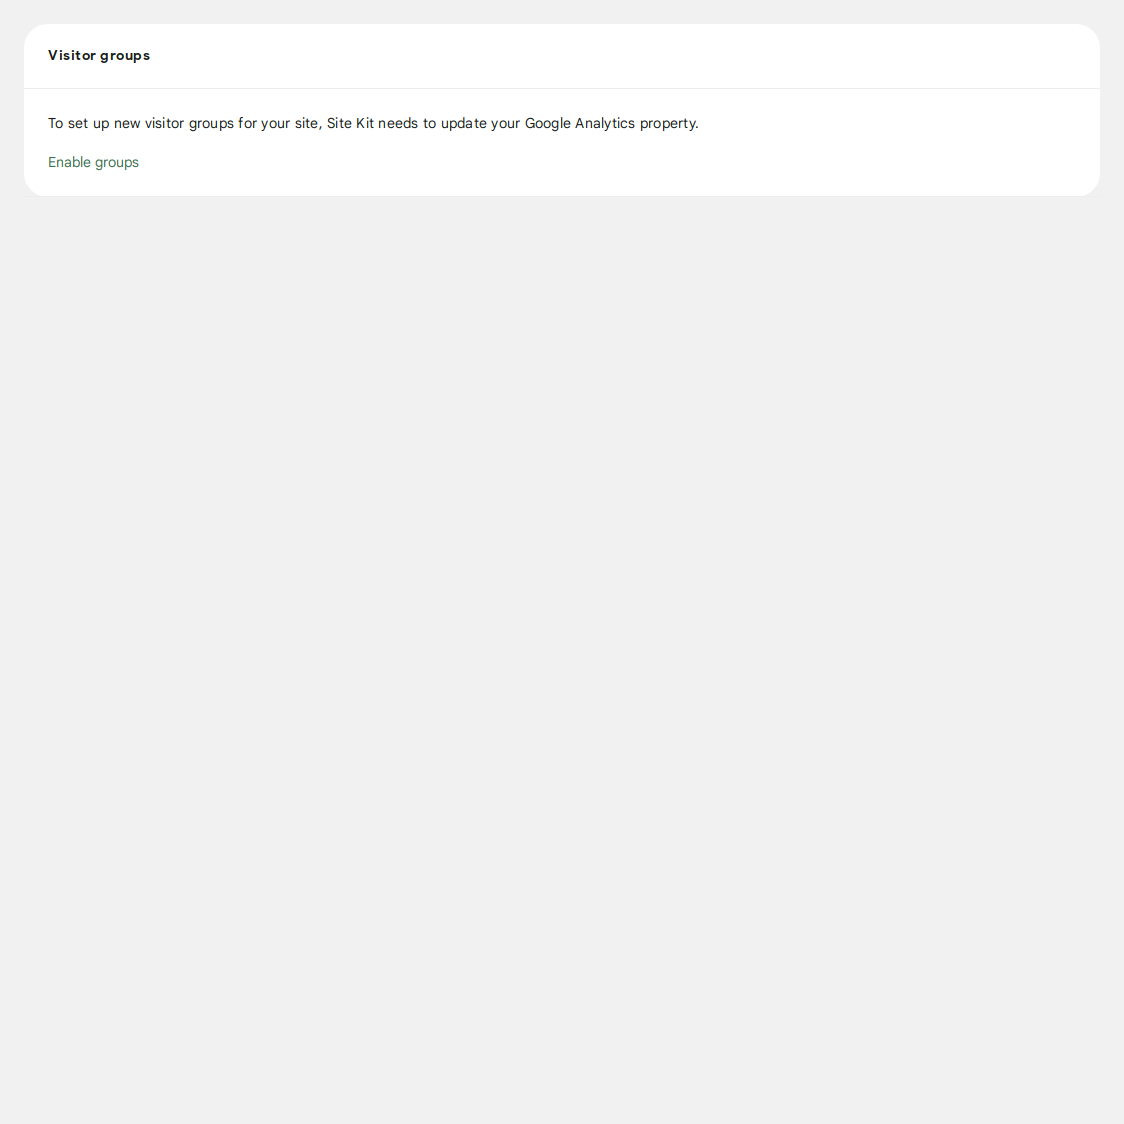 Visitor groups
To set up new visitor groups for your site, Site Kit needs to update your Google Analytics property.
Enable groups